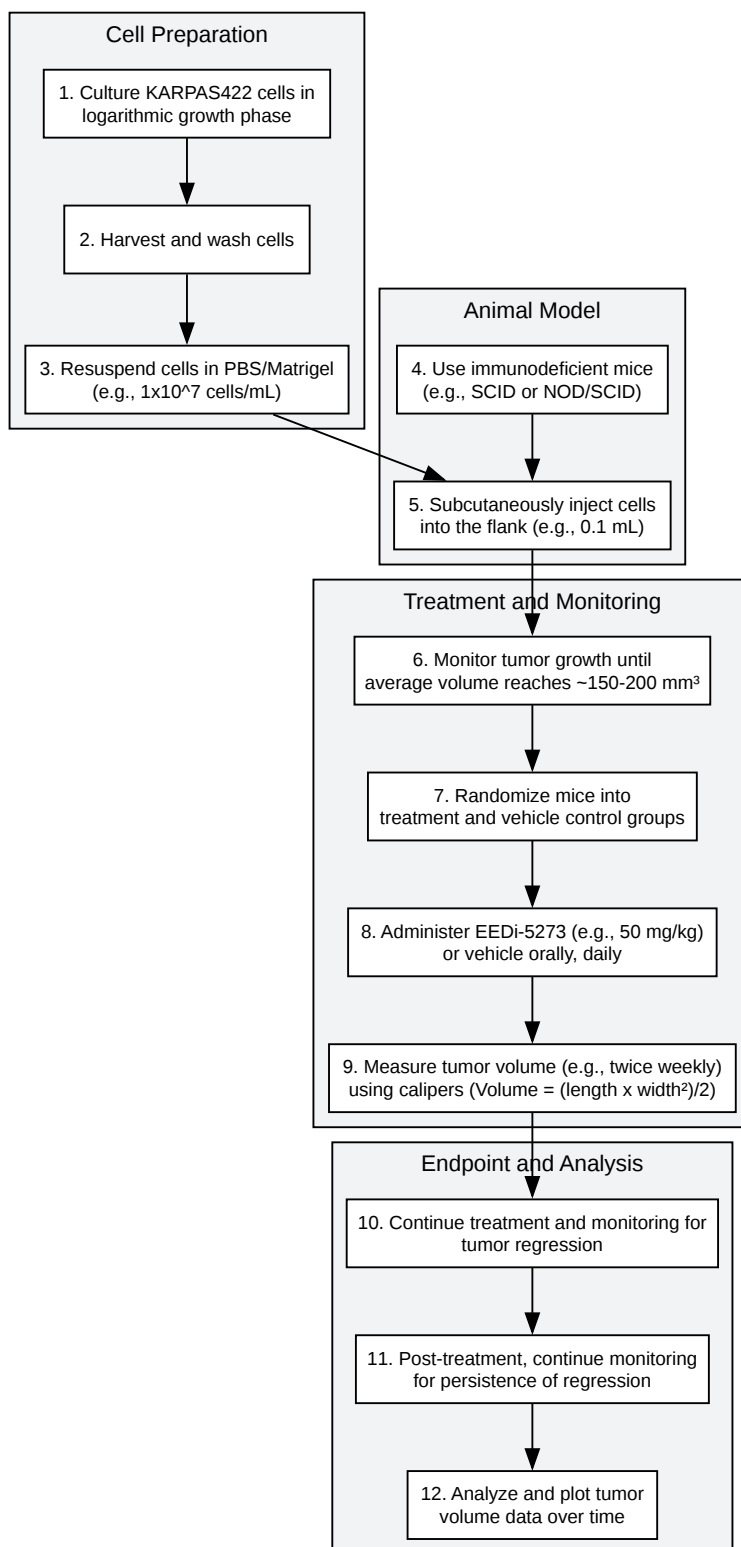 Cell Preparation
1. Culture KARPAS422 cells in
logarithmic growth phase
2. Harvest and wash cells
3. Resuspend cells in PBS/Matrigel
(e.g., 1x10^7 cells/mL)
Animal Model
4. Use immunodeficient mice
(e.g., SCID or NOD/SCID)
5. Subcutaneously inject cells
into the flank (e.g., 0.1 mL)
Treatment and Monitoring
6. Monitor tumor growth until
average volume reaches ~150-200 mm³
7. Randomize mice into
treatment and vehicle control groups
8. Administer EEDi-5273 (e.g., 50 mg/kg)
or vehicle orally, daily
9. Measure tumor volume (e.g., twice weekly)
using calipers (Volume = (length x width²)/2)
Endpoint and Analysis
10. Continue treatment and monitoring for
tumor regression
11. Post-treatment, continue monitoring
for persistence of regression
12. Analyze and plot tumor
volume data over time